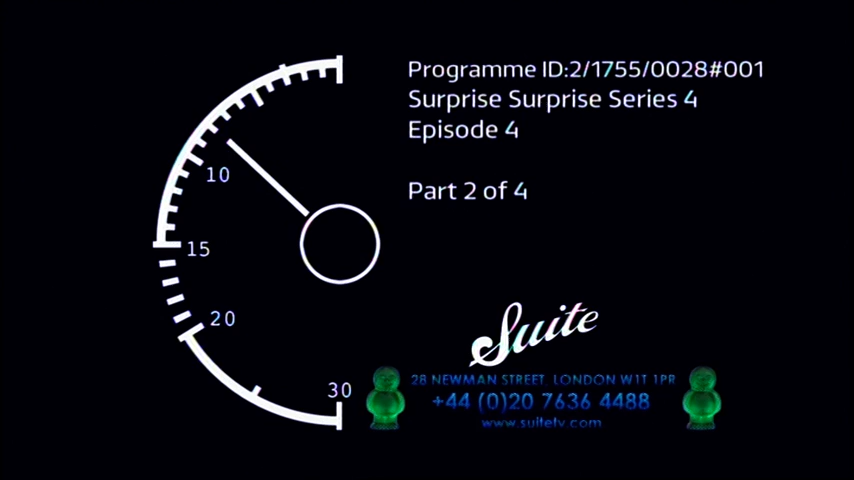 Programme ID:2/1755/0028#001
Surprise Surprise Series 4
Episode 4
Part 2 of 4
10
15
20
30
Suite
28 NEWMAN STREET, LONDON W1T 1PR
+44 (0)20 7636 4488
www.suitetv.com